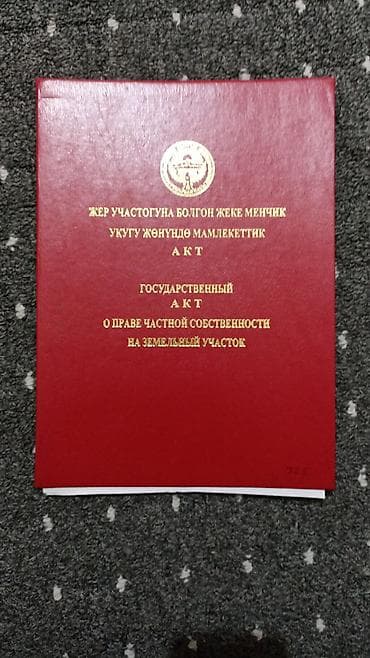 ЖЕР УЧАСТОГУНА БОЛГОН ЖЕКЕ МЕНЧИК
УКУГУ ЖӨНҮНДӨ МАМЛЕКЕТТИК
АКТ
ГОСУДАРСТВЕННЫЙ
АКТ
О ПРАВЕ ЧАСТНОЙ СОБСТВЕННОСТИ
НА ЗЕМЕЛЬНЫЙ УЧАСТОК